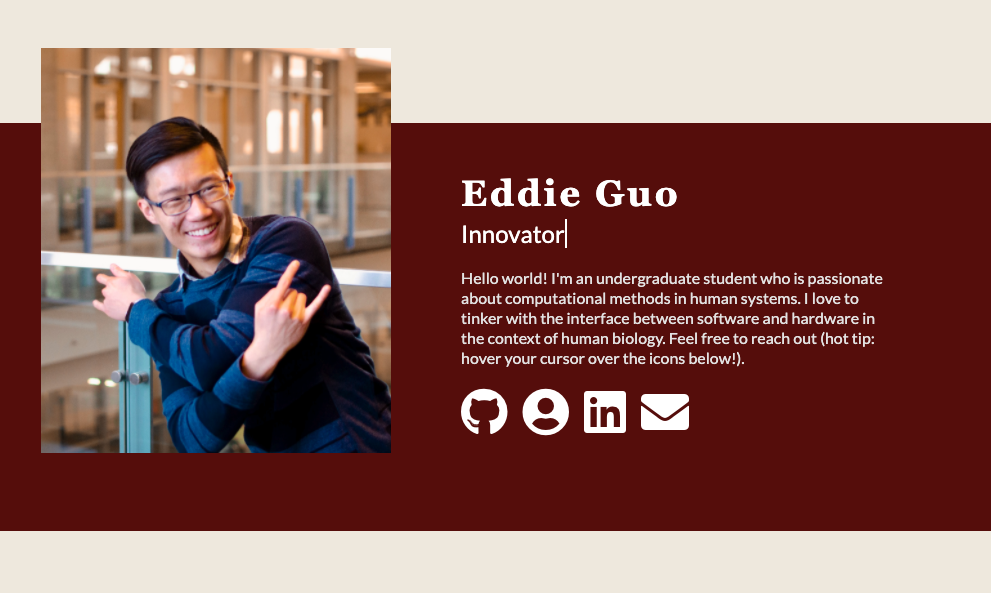 Eddie Guo
Innovator
Hello world! I'm an undergraduate student who is passionate
about computational methods in human systems. I love to
tinker with the interface between software and hardware in
the context of human biology. Feel free to reach out (hot tip:
hover your cursor over the icons below!).
in